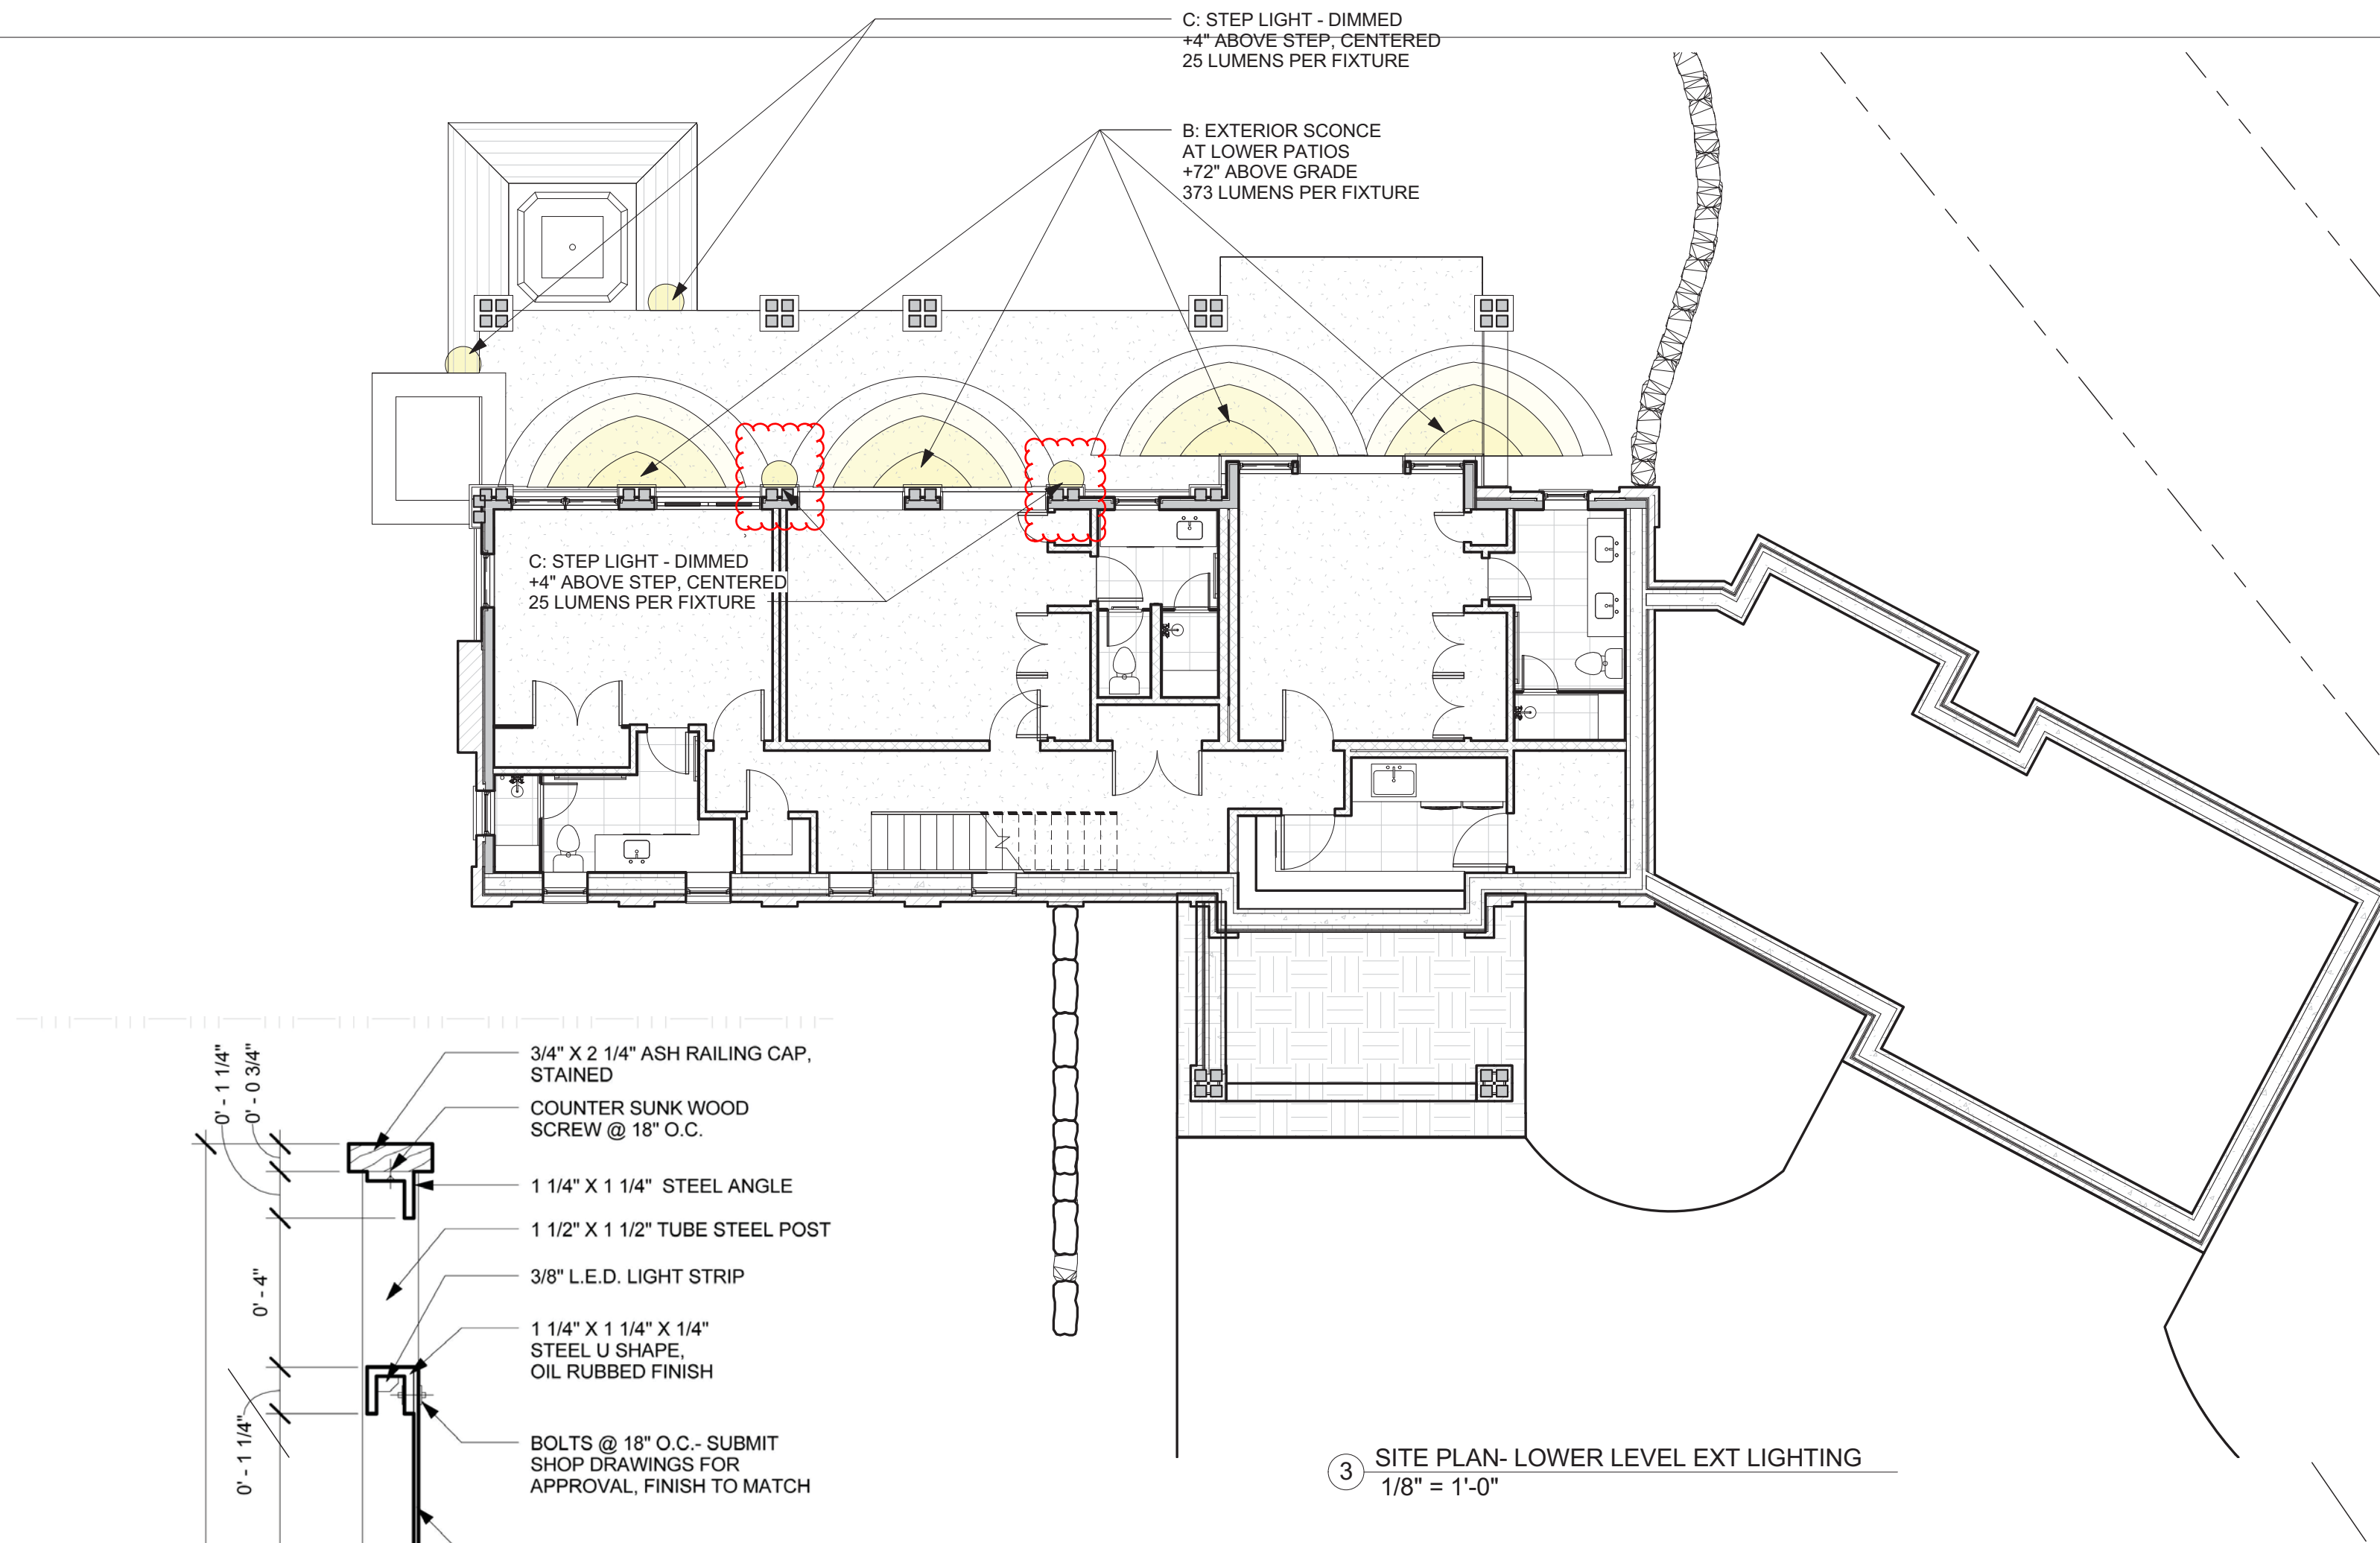 C: STEP LIGHT - DIMMED
+4" ABOVE STEP, CENTERED
25 LUMENS PER FIXTURE
B: EXTERIOR SCONCE
AT LOWER PATIOS
+72" ABOVE GRADE
373 LUMENS PER FIXTURE
C: STEP LIGHT - DIMMED
+4" ABOVE STEP, CENTERED
25 LUMENS PER FIXTURE
0' - 1 1/4"
0' - 0 3/4"
3/4" X 2 1/4" ASH RAILING CAP,
STAINED
COUNTER SUNK WOOD
SCREW @ 18" O.C.
1 1/4" X 1 1/4" STEEL ANGLE
1 1/2" X 1 1/2" TUBE STEEL POST
0' - 4"
3/8" L.E.D. LIGHT STRIP
1 1/4" X 1 1/4" X 1/4"
STEEL U SHAPE,
OIL RUBBED FINISH
0' - 1 1/4"
BOLTS @ 18" O.C.- SUBMIT
SHOP DRAWINGS FOR
APPROVAL, FINISH TO MATCH
3
SITE PLAN- LOWER LEVEL EXT LIGHTING
1/8" = 1'-0"